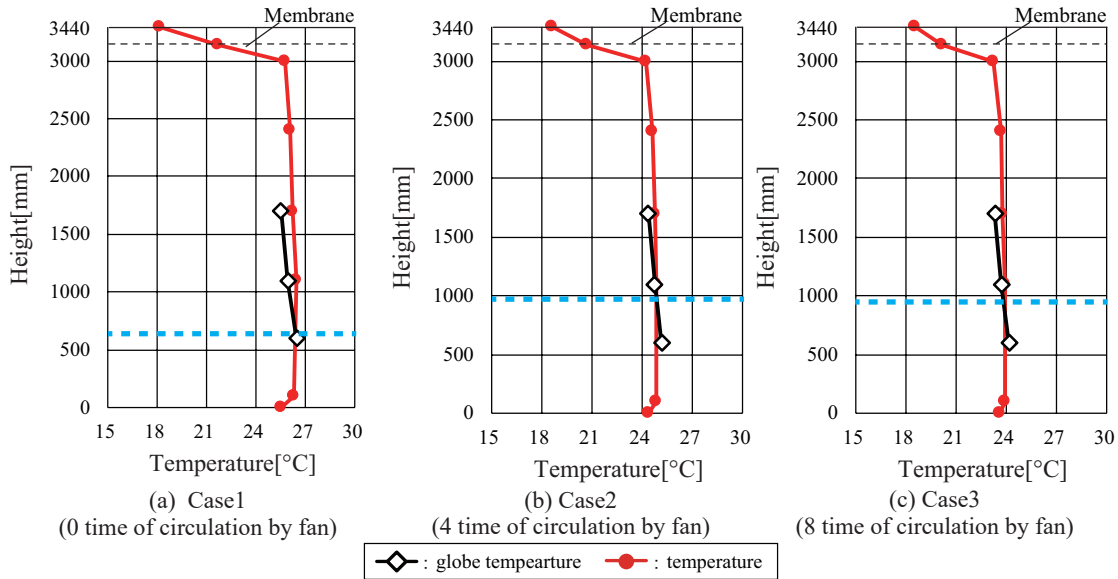 Membrane
3440
3000
2500
2000
1500
1000
500
0
Height[mm]
15 18 21 24 27 30
Temperature[°C]
(a) Case1
(0 time of circulation by fan)
Membrane
3440
3000
2500
2000
1500
1000
500
0
Height[mm]
15 18 21 24 27 30
Temperature[°C]
(b) Case2
(4 time of circulation by fan)
Membrane
3440
3000
2500
2000
1500
1000
500
0
Height[mm]
15 18 21 24 27 30
Temperature[°C]
(c) Case3
(8 time of circulation by fan)
: globe tempearture : temperature